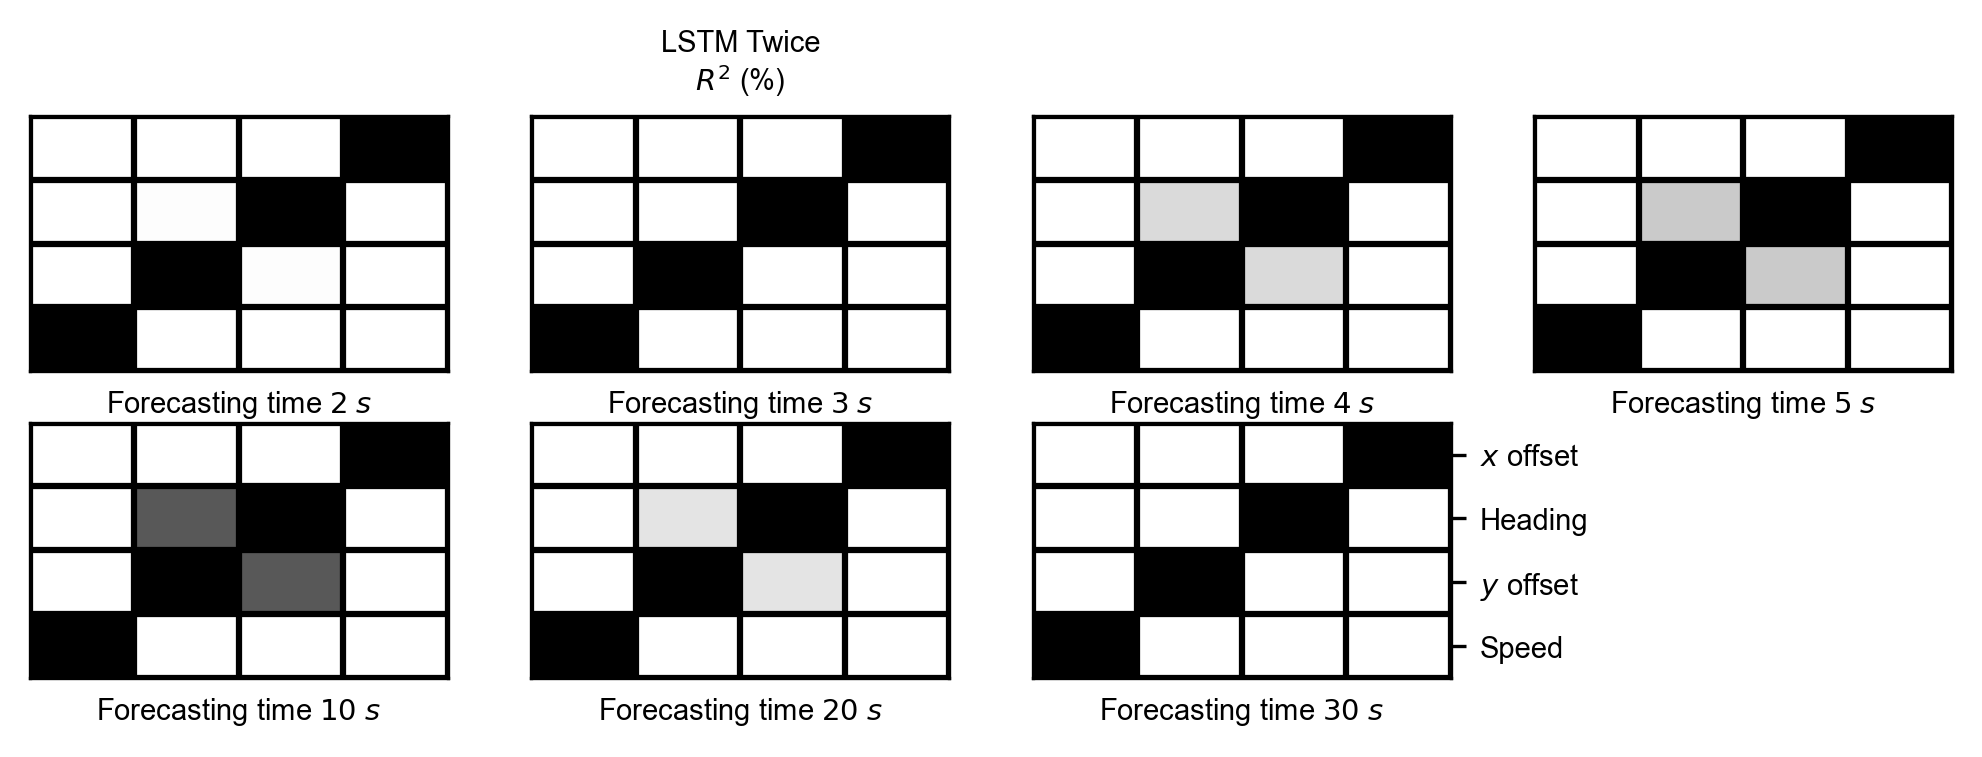 LSTM Twice
R² (%)
Forecasting time 2 s
Forecasting time 3 s
Forecasting time 4 s
Forecasting time 5 s
x offset
Heading
y offset
Speed
Forecasting time 10 s
Forecasting time 20 s
Forecasting time 30 s